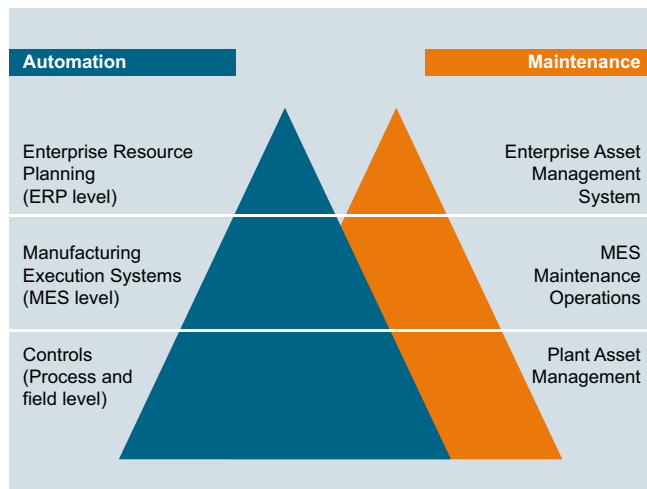 Automation
Maintenance
Enterprise Resource
Planning
(ERP level)
Enterprise Asset
Management
System
Manufacturing
Execution Systems
(MES level)
MES
Maintenance
Operations
Controls
(Process and
field level)
Plant Asset
Management